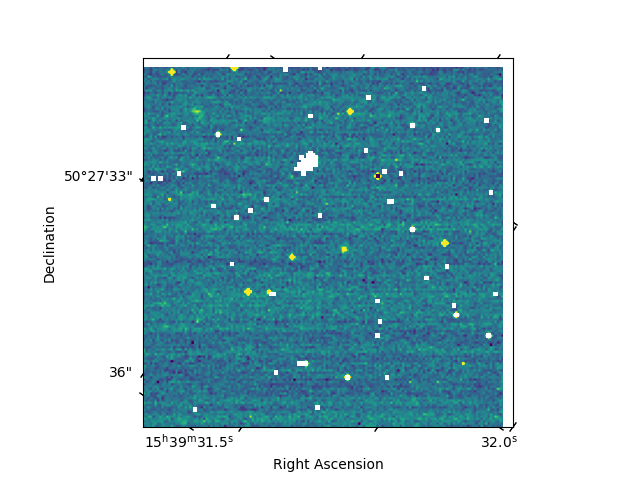 50°27'33"
Declination
36"
15ʰ39ᵐ31.5ˢ
32.0ˢ
Right Ascension